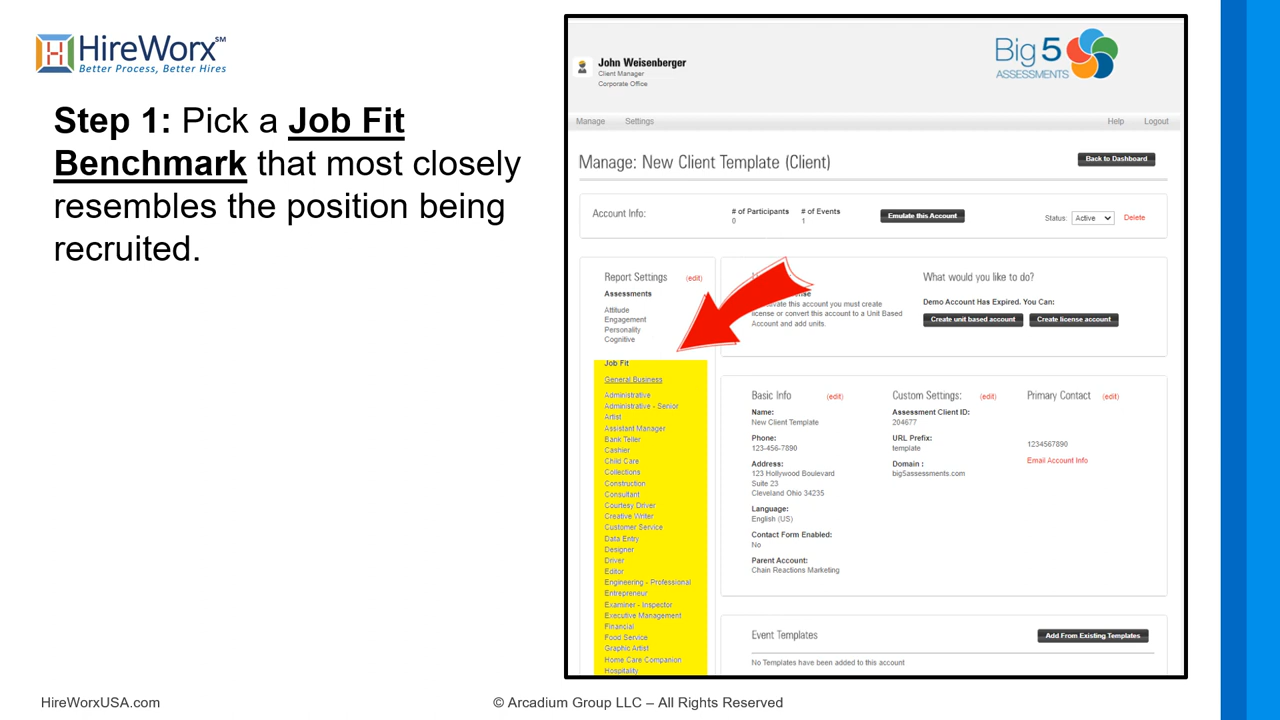 HireWorx℠
Better Process, Better Hires
Step 1: Pick a Job Fit
Benchmark that most closely
resembles the position being
recruited.
John Weisenberger
Client Manager
Corporate Office
Big 5
ASSESSMENTS
Manage Settings Help Logout
Manage: New Client Template (Client)
Back to Dashboard
Account Info:
# of Participants
0
# of Events
1
Emulate this Account
Status: Active Delete
Report Settings (edit)
Assessments
Attitude
Engagement
Personality
Cognitive
Job Fit
General Business
Administrative
Administrative - Senior
Artist
Assistant Manager
Bank Teller
Cashier
Child Care
Collections
Construction
Consultant
Courtesy Driver
Creative Writer
Customer Service
Data Entry
Designer
Driver
Editor
Engineering - Professional
Entrepreneur
Examiner - Inspector
Executive Management
Financial
Food Service
Graphic Artist
Home Care Companion
Hospitality
this account you must create
license or convert this account to a Unit Based
Account and add units.
What would you like to do?
Demo Account Has Expired. You Can:
Create unit based account
Create license account
Basic Info (edit)
Name:
New Client Template
Phone:
123-456-7890
Address:
123 Hollywood Boulevard
Suite 23
Cleveland Ohio 34235
Language:
English (US)
Contact Form Enabled:
No
Parent Account:
Chain Reactions Marketing
Custom Settings: (edit)
Assessment Client ID:
204677
URL Prefix:
template
Domain :
big5assessments.com
Primary Contact (edit)
1234567890
Email Account Info
Event Templates
Add From Existing Templates
No Templates have been added to this account
HireWorxUSA.com
© Arcadium Group LLC – All Rights Reserved